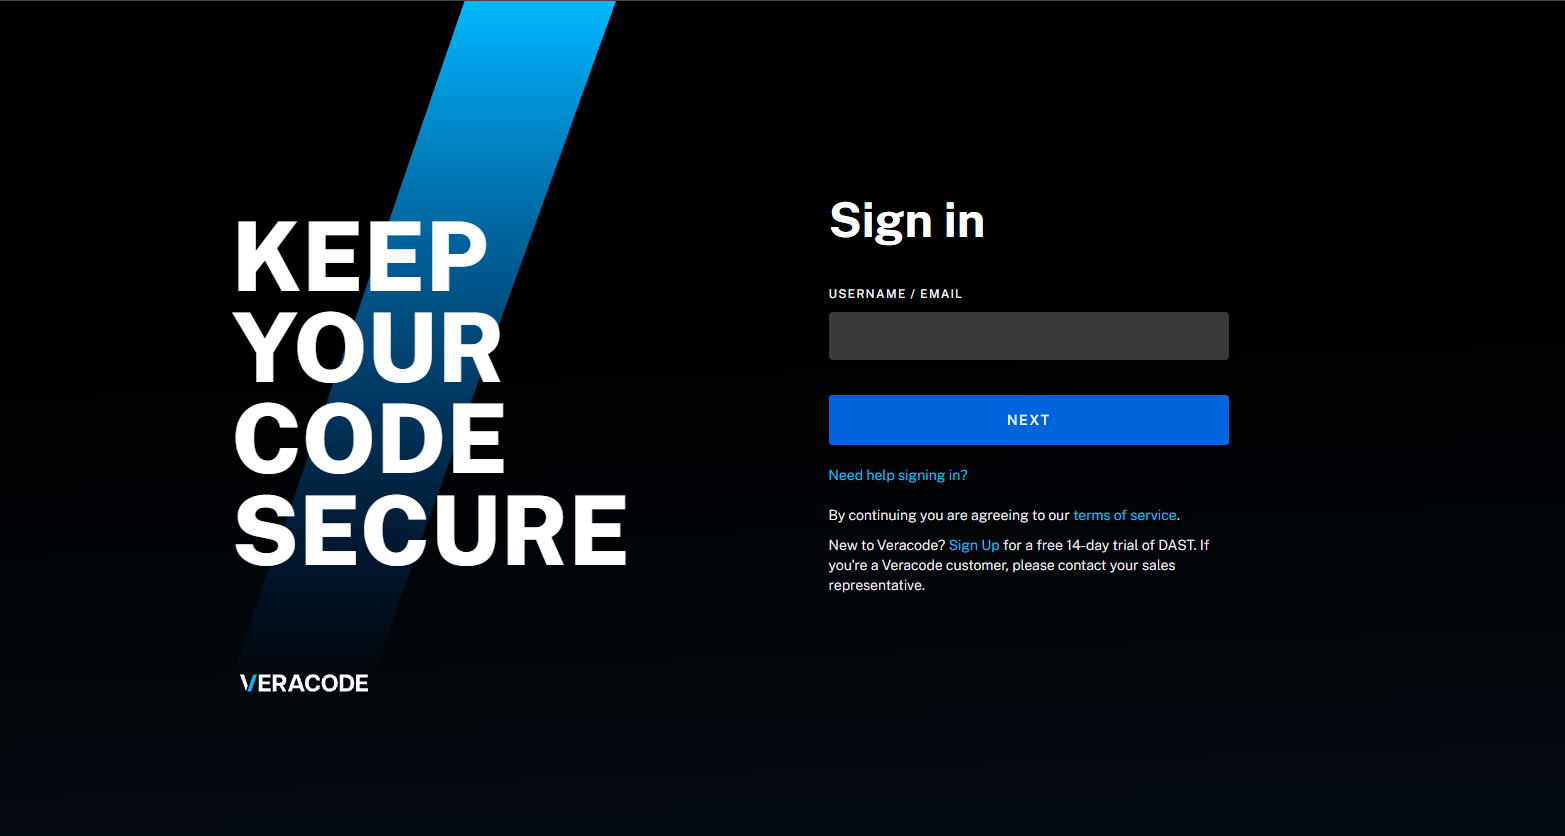 KEEP
YOUR
CODE
SECURE
VERACODE
Sign in
USERNAME / EMAIL
NEXT
Need help signing in?
By continuing you are agreeing to our terms of service.
New to Veracode? Sign Up for a free 14-day trial of DAST. If
you're a Veracode customer, please contact your sales
representative.